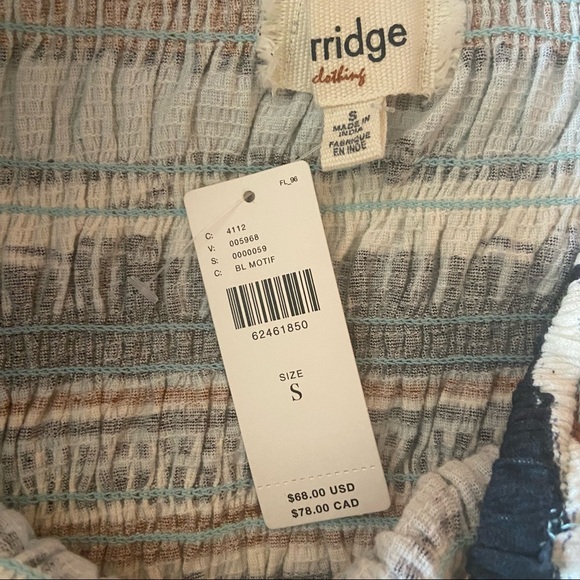 rridge
clothing
S
MADE IN
INDIA
FABRIQUE
EN INDE
FL_96
C: 4112
V: 005968
S: 0000059
C: BL MOTIF
62461850
SIZE
S
$68.00 USD
$78.00 CAD